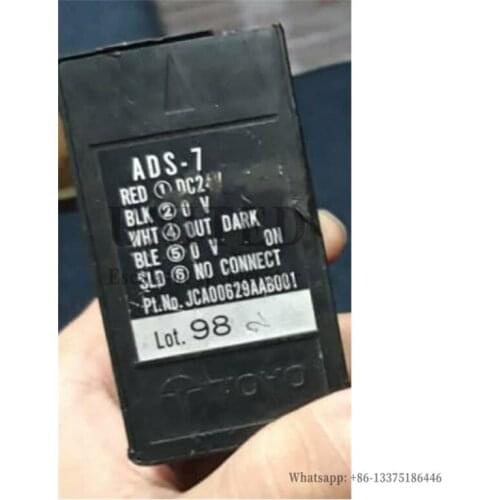 ADS-7
RED ① DC24V
BLK ② 0 V
WHT ④ OUT DARK
BLE ⑤ 0 V ON
SLD ⑥ NO CONNECT
Pt.No. JCA00629AAB001
Lot. 98 2
TOYO
Whatsapp: +86-13375186446